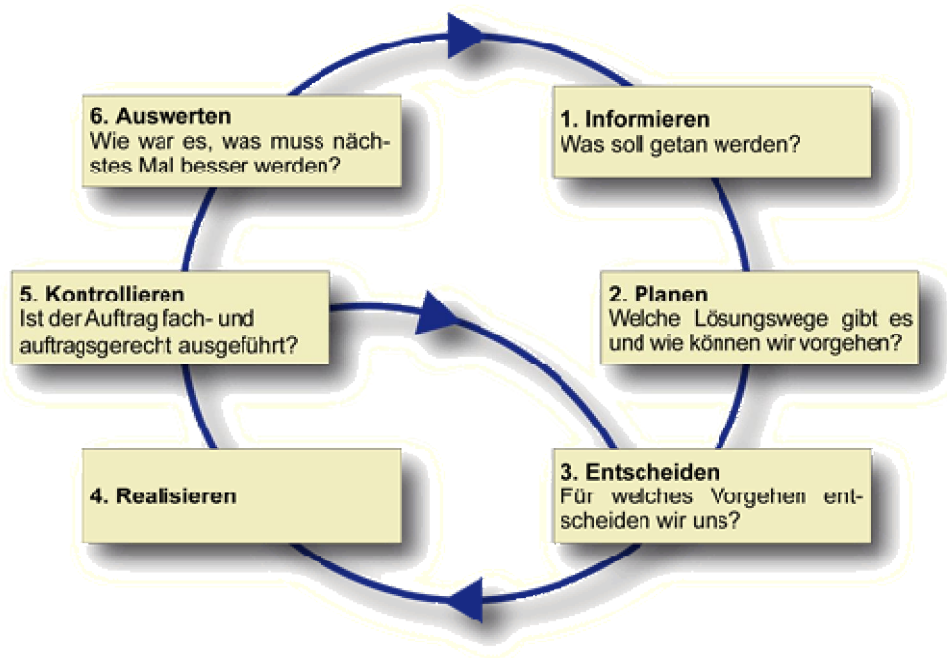 6. Auswerten
Wie war es, was muss näch-
stes Mal besser werden?
1. Informieren
Was soll getan werden?
5. Kontrollieren
Ist der Auftrag fach- und
auftragsgerecht ausgeführt?
2. Planen
Welche Lösungswege gibt es
und wie können wir vorgehen?
4. Realisieren
3. Entscheiden
Für welches Vorgehen ent-
scheiden wir uns?